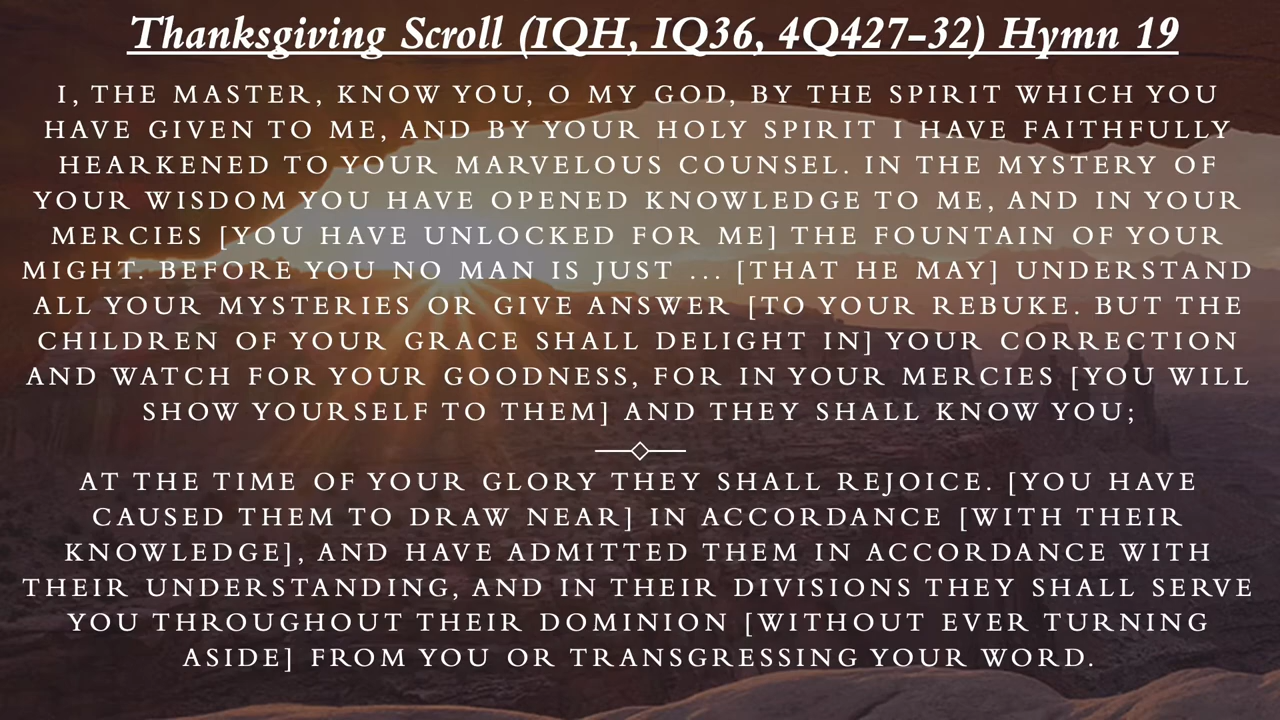 Thanksgiving Scroll (IQH, IQ36, 4Q427-32) Hymn 19
I, THE MASTER, KNOW YOU, O MY GOD, BY THE SPIRIT WHICH YOU
HAVE GIVEN TO ME, AND BY YOUR HOLY SPIRIT I HAVE FAITHFULLY
HEARKENED TO YOUR MARVELOUS COUNSEL. IN THE MYSTERY OF
YOUR WISDOM YOU HAVE OPENED KNOWLEDGE TO ME, AND IN YOUR
MERCIES [YOU HAVE UNLOCKED FOR ME] THE FOUNTAIN OF YOUR
MIGHT. BEFORE YOU NO MAN IS JUST ... [THAT HE MAY] UNDERSTAND
ALL YOUR MYSTERIES OR GIVE ANSWER [TO YOUR REBUKE. BUT THE
CHILDREN OF YOUR GRACE SHALL DELIGHT IN] YOUR CORRECTION
AND WATCH FOR YOUR GOODNESS, FOR IN YOUR MERCIES [YOU WILL
SHOW YOURSELF TO THEM] AND THEY SHALL KNOW YOU;
AT THE TIME OF YOUR GLORY THEY SHALL REJOICE. [YOU HAVE
CAUSED THEM TO DRAW NEAR] IN ACCORDANCE [WITH THEIR
KNOWLEDGE], AND HAVE ADMITTED THEM IN ACCORDANCE WITH
THEIR UNDERSTANDING, AND IN THEIR DIVISIONS THEY SHALL SERVE
YOU THROUGHOUT THEIR DOMINION [WITHOUT EVER TURNING
ASIDE] FROM YOU OR TRANSGRESSING YOUR WORD.